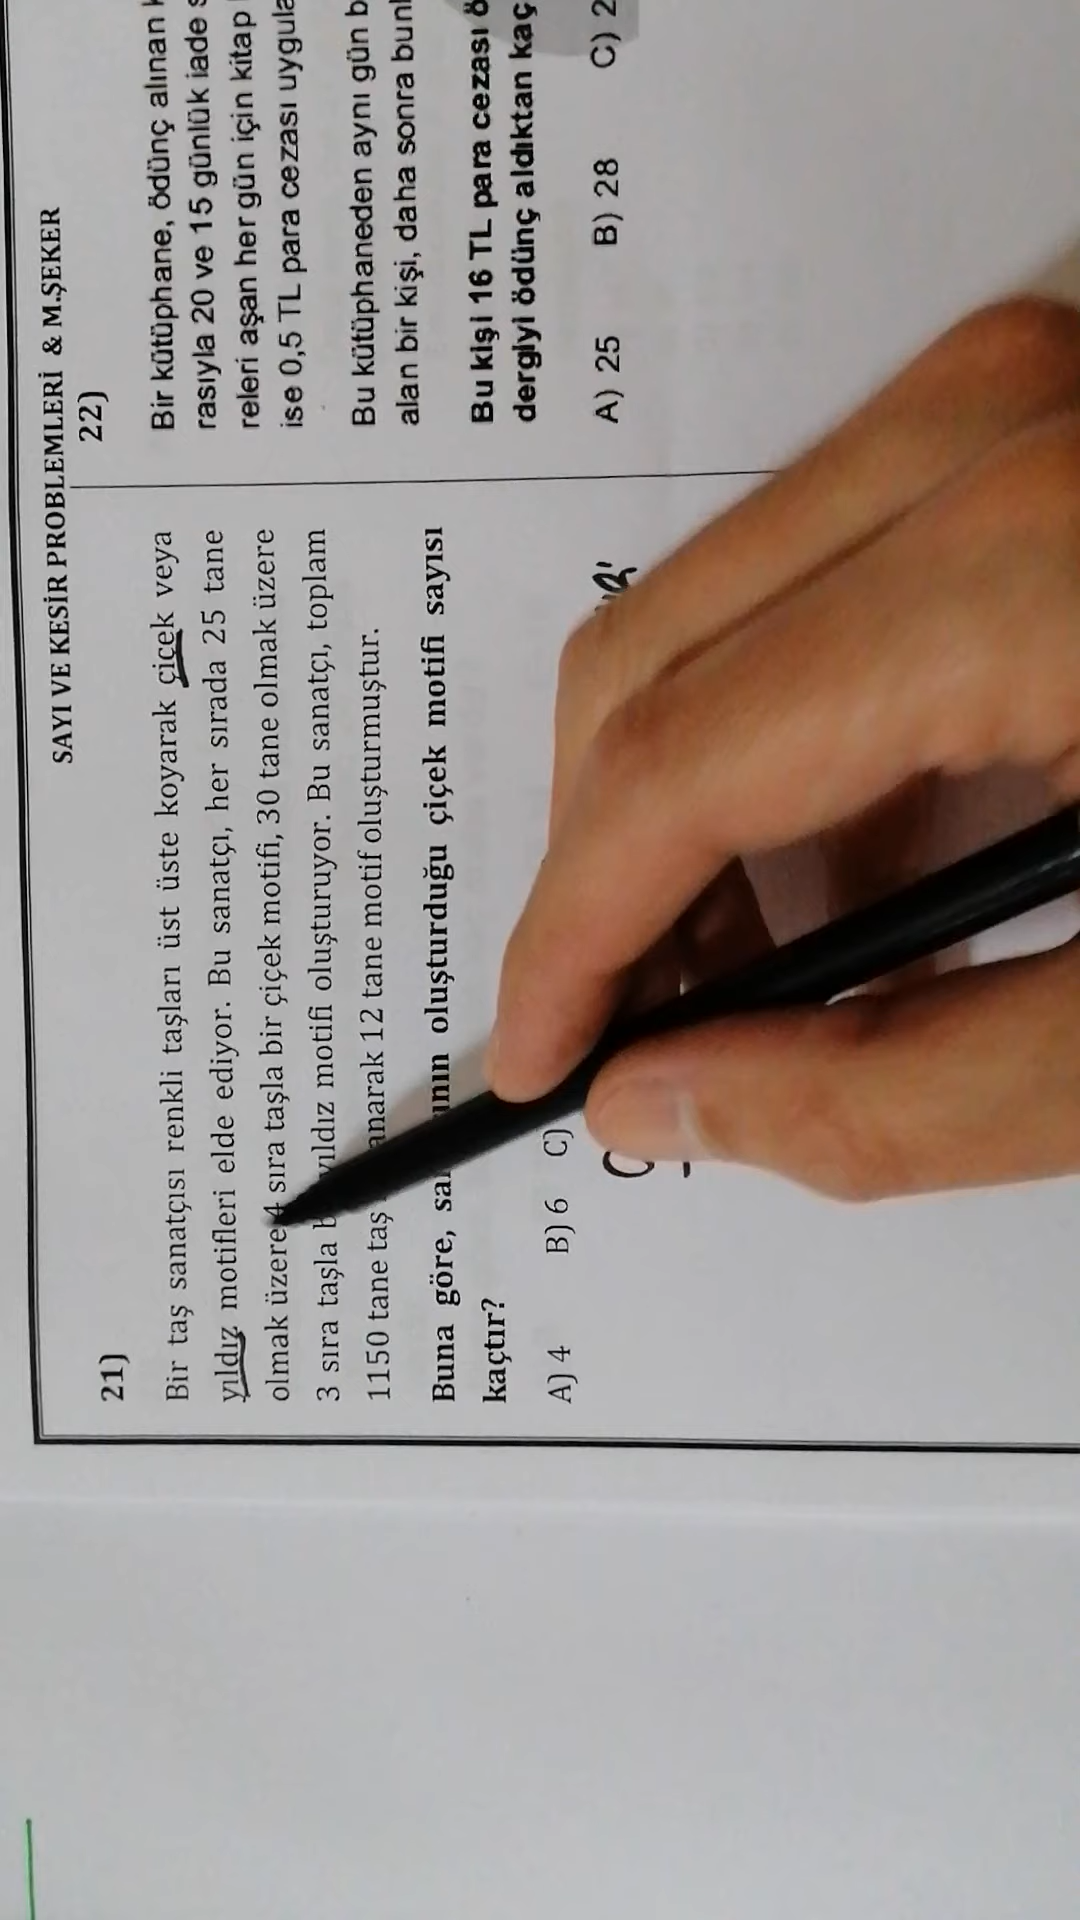 SAYI VE KESİR PROBLEMLERİ & M.ŞEKER
21)
Bir taş sanatçısı renkli taşları üst üste koyarak çiçek veya
yıldız motifleri elde ediyor. Bu sanatçı, her sırada 25 tane
olmak üzere 4 sıra taşla bir çiçek motifi, 30 tane olmak üzere
3 sıra taşla yıldız motifi oluşturuyor. Bu sanatçı, toplam
1150 tane taş anarak 12 tane motif oluşturmuştur.
Buna göre, sa ının oluşturduğu çiçek motifi sayısı
kaçtır?
A) 4 B) 6 C)
22)
Bir kütüphane, ödünç alınan
rasıyla 20 ve 15 günlük iade
releri aşan her gün için kitap
ise 0,5 TL para cezası uygula
Bu kütüphaneden aynı gün b
alan bir kişi, daha sonra bunl
Bu kişi 16 TL para cezası ö
dergiyi ödünç aldıktan kaç
A) 25 B) 28 C) 2